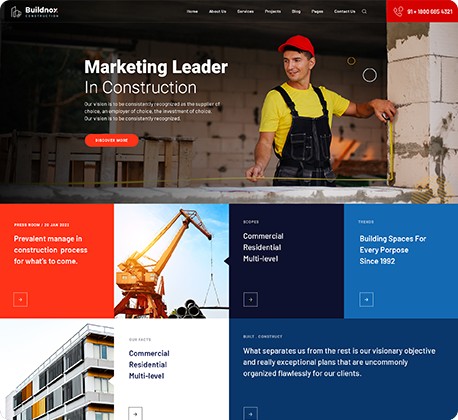 Buildnox
CONSTRUCTION
Home About Us Services Projects Blog Pages Contact Us
91 + 1800 685 4321
Marketing Leader
In Construction
Our vision is to be consistently recognized as the supplier of
choice, an employer of choice, the investment of choice.
Our vision is to be consistently recognized.
DISCOVER MORE
PRESS ROOM / 20 JAN 2022
Prevalent manage in
construction process
for what's to come.
SCOPES
Commercial
Residential
Multi-level
TRENDS
Building Spaces For
Every Porpose
Since 1992
OUR FACTS
Commercial
Residential
Multi-level
BUILT . CONSTRUCT
What separates us from the rest is our visionary objective
and really exceptional plans that are uncommonly
organized flawlessly for our clients.